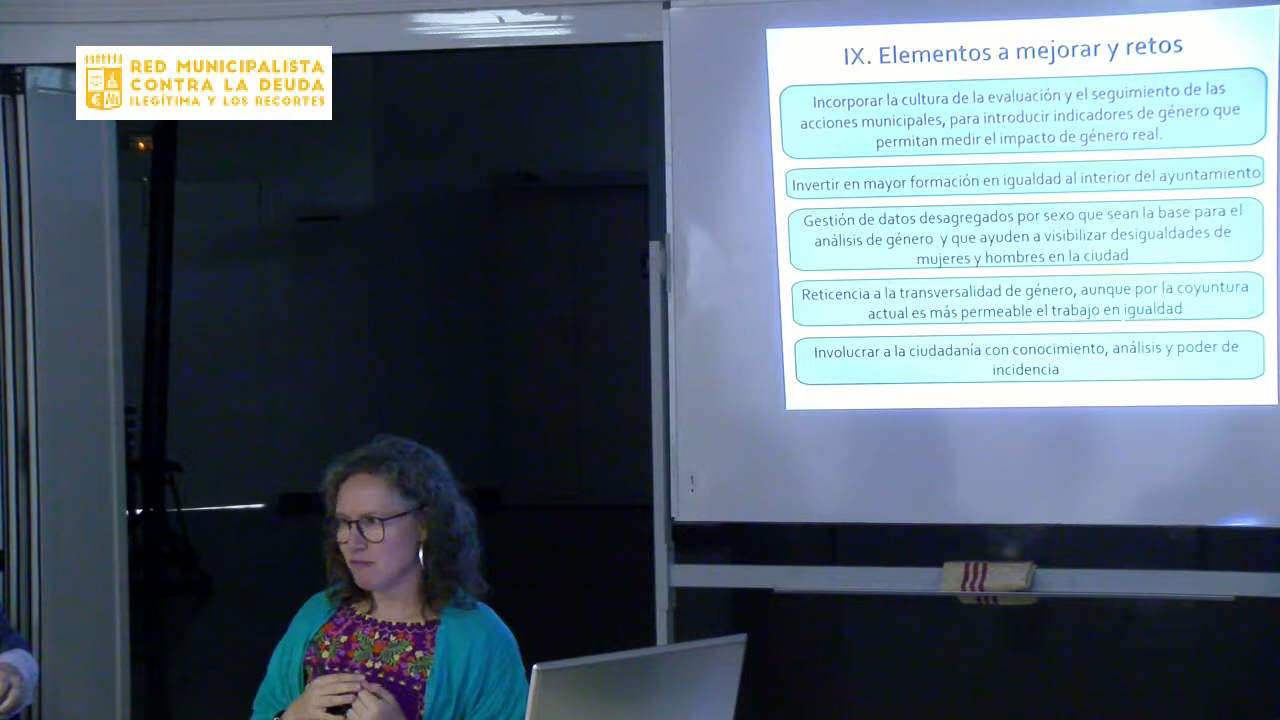 RED MUNICIPALISTA
CONTRA LA DEUDA
ILEGÍTIMA Y LOS RECORTES
IX. Elementos a mejorar y retos
Incorporar la cultura de la evaluación y el seguimiento de las
acciones municipales, para introducir indicadores de género que
permitan medir el impacto de género real.
Invertir en mayor formación en igualdad al interior del ayuntamiento
Gestión de datos desagregados por sexo que sean la base para el
análisis de género y que ayuden a visibilizar desigualdades de
mujeres y hombres en la ciudad
Reticencia a la transversalidad de género, aunque por la coyuntura
actual es más permeable el trabajo en igualdad
Involucrar a la ciudadanía con conocimiento, análisis y poder de
incidencia